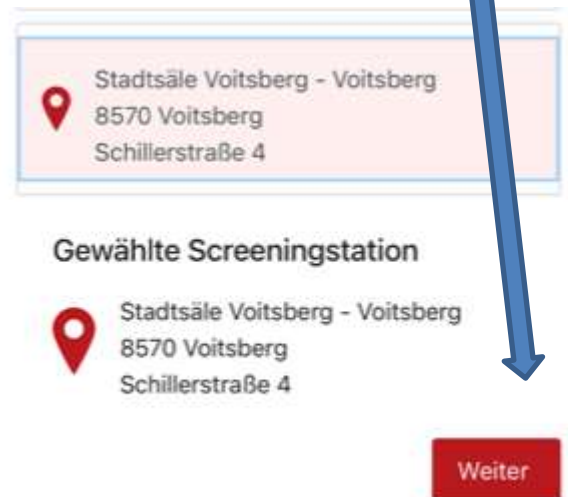 Stadtsäle Voitsberg - Voitsberg
8570 Voitsberg
Schillerstraße 4
Gewählte Screeningstation
Stadtsäle Voitsberg - Voitsberg
8570 Voitsberg
Schillerstraße 4
Weiter